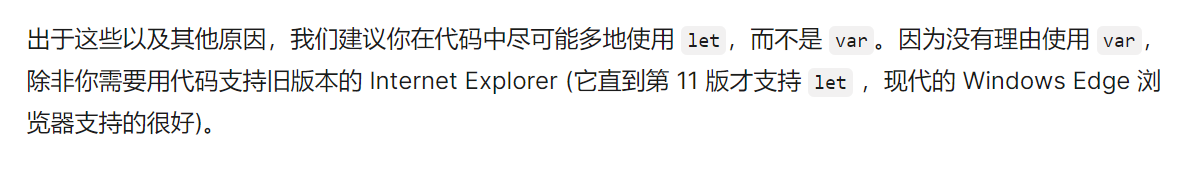 出于这些以及其他原因，我们建议你在代码中尽可能多地使用 let，而不是 var。因为没有理由使用 var，
除非你需要用代码支持旧版本的 Internet Explorer (它直到第 11 版才支持 let ，现代的 Windows Edge 浏
览器支持的很好)。